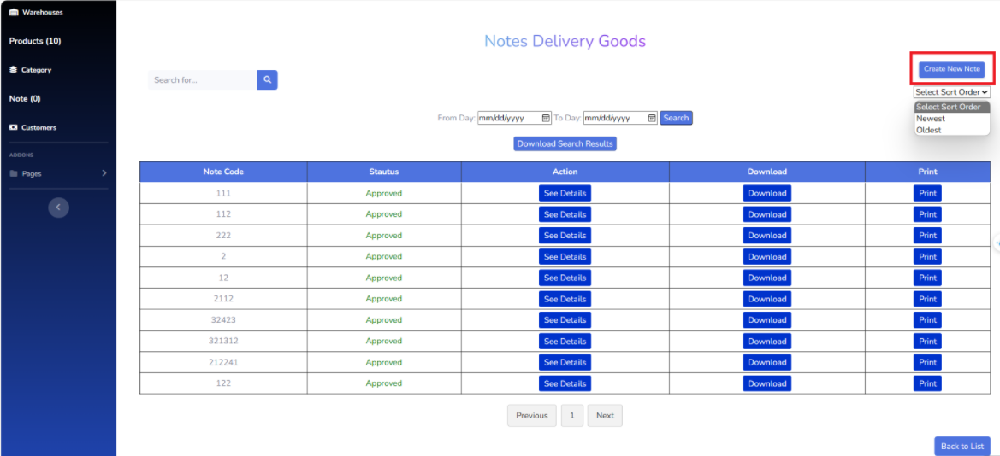 Warehouses
Products (10)
Category
Note (0)
Customers
ADDONS
Pages
Notes Delivery Goods
Search for...
Create New Note
Select Sort Order
Select Sort Order
Newest
Oldest
From Day: mm/dd/yyyy To Day: mm/dd/yyyy Search
Download Search Results
Note Code Stautus Action Download Print
111 Approved See Details Download Print
112 Approved See Details Download Print
222 Approved See Details Download Print
2 Approved See Details Download Print
12 Approved See Details Download Print
2112 Approved See Details Download Print
32423 Approved See Details Download Print
321312 Approved See Details Download Print
212241 Approved See Details Download Print
122 Approved See Details Download Print
Previous 1 Next
Back to List